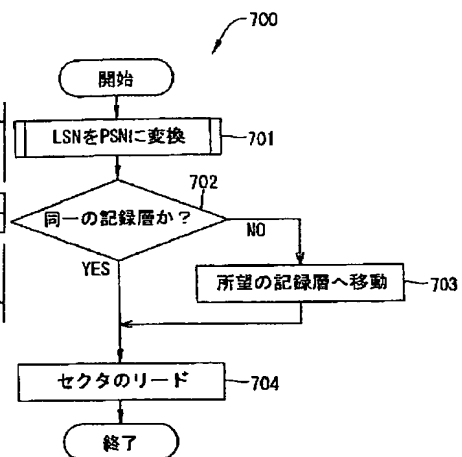 700
開始
LSNをPSNに変換
701
702
同一の記録層か？
NO
YES
所望の記録層へ移動
703
セクタのリード
704
終了